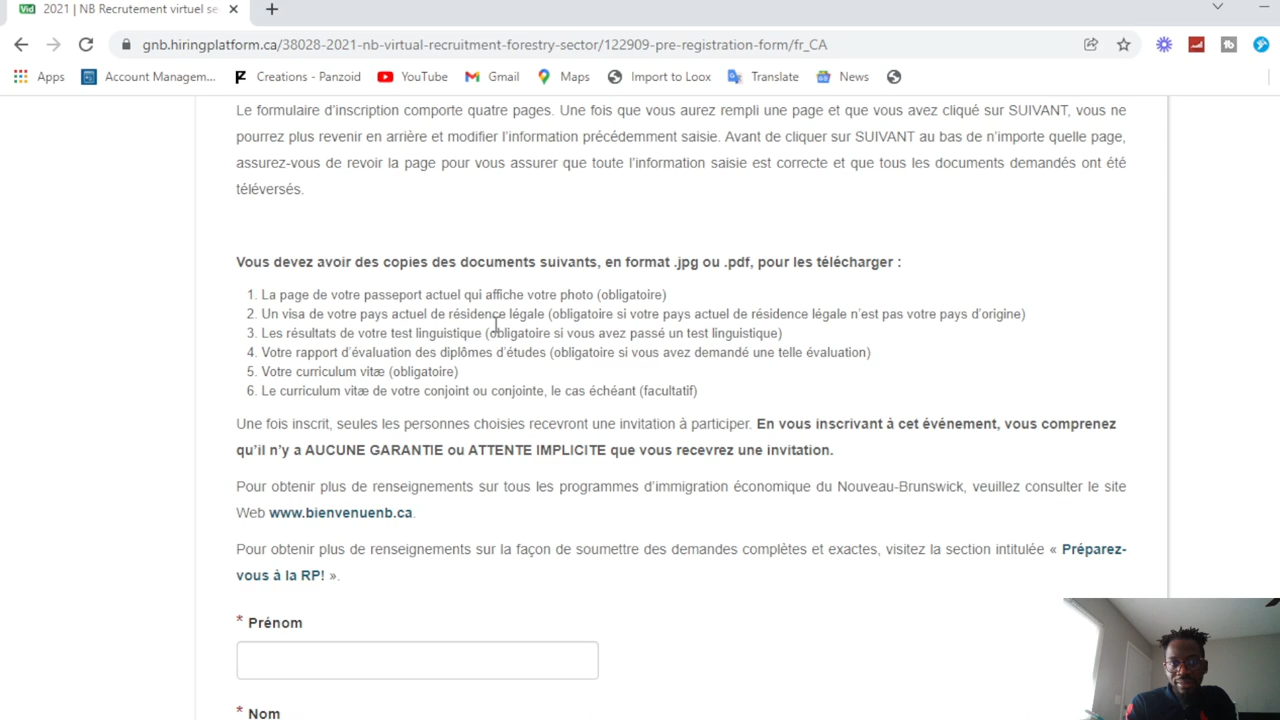 Vid 2021 | NB Recrutement virtuel se
gnb.hiringplatform.ca/38028-2021-nb-virtual-recruitment-forestry-sector/122909-pre-registration-form/fr_CA
Apps Account Managem... Creations - Panzoid YouTube Gmail Maps Import to Loox Translate News
Le formulaire d’inscription comporte quatre pages. Une fois que vous aurez rempli une page et que vous avez cliqué sur SUIVANT, vous ne
pourrez plus revenir en arrière et modifier l’information précédemment saisie. Avant de cliquer sur SUIVANT au bas de n’importe quelle page,
assurez-vous de revoir la page pour vous assurer que toute l’information saisie est correcte et que tous les documents demandés ont été
téléversés.
Vous devez avoir des copies des documents suivants, en format .jpg ou .pdf, pour les télécharger :
1. La page de votre passeport actuel qui affiche votre photo (obligatoire)
2. Un visa de votre pays actuel de résidence légale (obligatoire si votre pays actuel de résidence légale n’est pas votre pays d’origine)
3. Les résultats de votre test linguistique (obligatoire si vous avez passé un test linguistique)
4. Votre rapport d’évaluation des diplômes d’études (obligatoire si vous avez demandé une telle évaluation)
5. Votre curriculum vitæ (obligatoire)
6. Le curriculum vitæ de votre conjoint ou conjointe, le cas échéant (facultatif)
Une fois inscrit, seules les personnes choisies recevront une invitation à participer. En vous inscrivant à cet événement, vous comprenez
qu’il n’y a AUCUNE GARANTIE ou ATTENTE IMPLICITE que vous recevrez une invitation.
Pour obtenir plus de renseignements sur tous les programmes d’immigration économique du Nouveau-Brunswick, veuillez consulter le site
Web www.bienvenuenb.ca.
Pour obtenir plus de renseignements sur la façon de soumettre des demandes complètes et exactes, visitez la section intitulée « Préparez-
vous à la RP! ».
* Prénom
* Nom